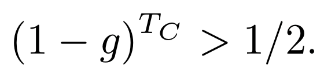 (1 − g)^{T_C} > 1/2.